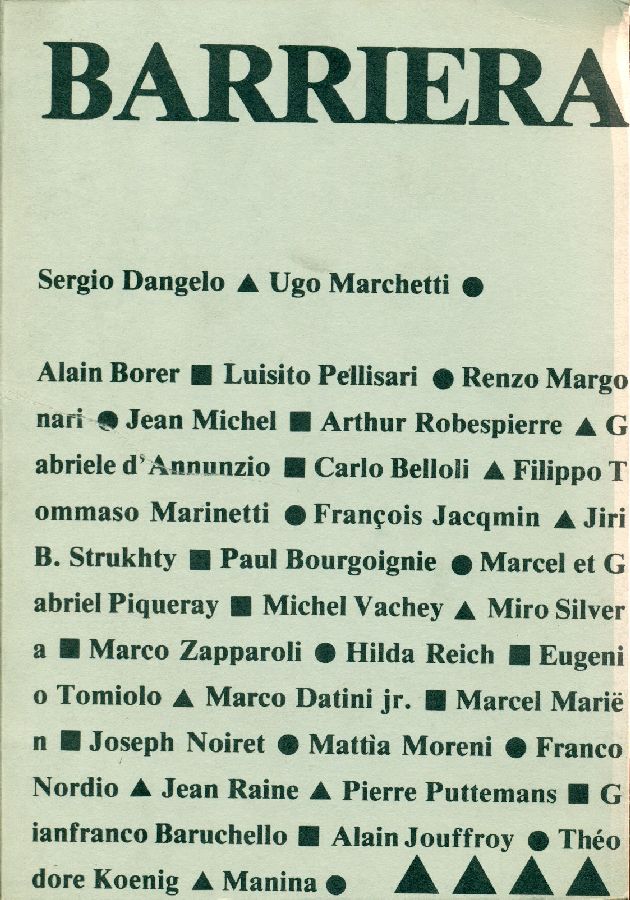 BARRIERA
Sergio Dangelo ▲ Ugo Marchetti ●
Alain Borer ■ Luisito Pellisari ● Renzo Margo
nari ● Jean Michel ■ Arthur Robespierre ▲ G
abriele d'Annunzio ■ Carlo Belloli ▲ Filippo T
ommaso Marinetti ● François Jacqmin ▲ Jiri
B. Strukhty ■ Paul Bourgoignie ● Marcel et G
abriel Piqueray ■ Michel Vachey ▲ Miro Silver
a ■ Marco Zapparoli ● Hilda Reich ■ Eugeni
o Tomiolo ▲ Marco Datini jr. ■ Marcel Marië
n ■ Joseph Noiret ● Mattìa Moreni ● Franco
Nordio ▲ Jean Raine ▲ Pierre Puttemans ■ G
ianfranco Baruchello ■ Alain Jouffroy ● Théo
dore Koenig ▲ Manina ● ▲▲▲▲